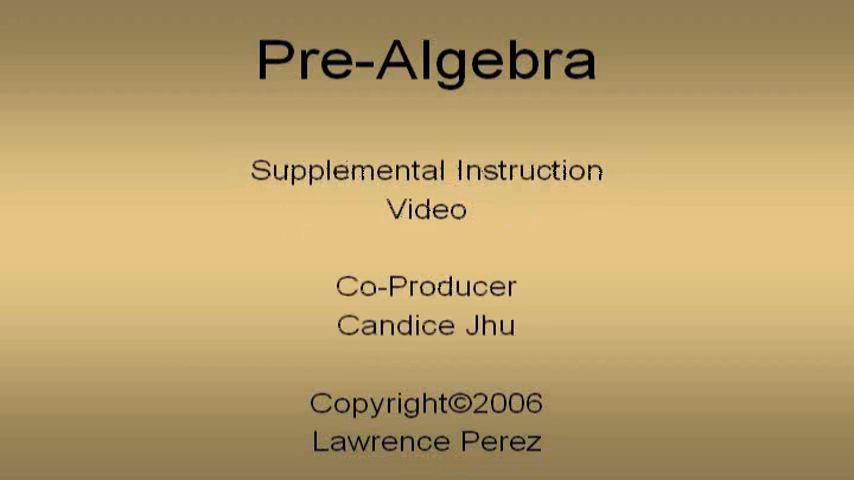 Pre-Algebra
Supplemental Instruction
Video
Co-Producer
Candice Jhu
Copyright©2006
Lawrence Perez